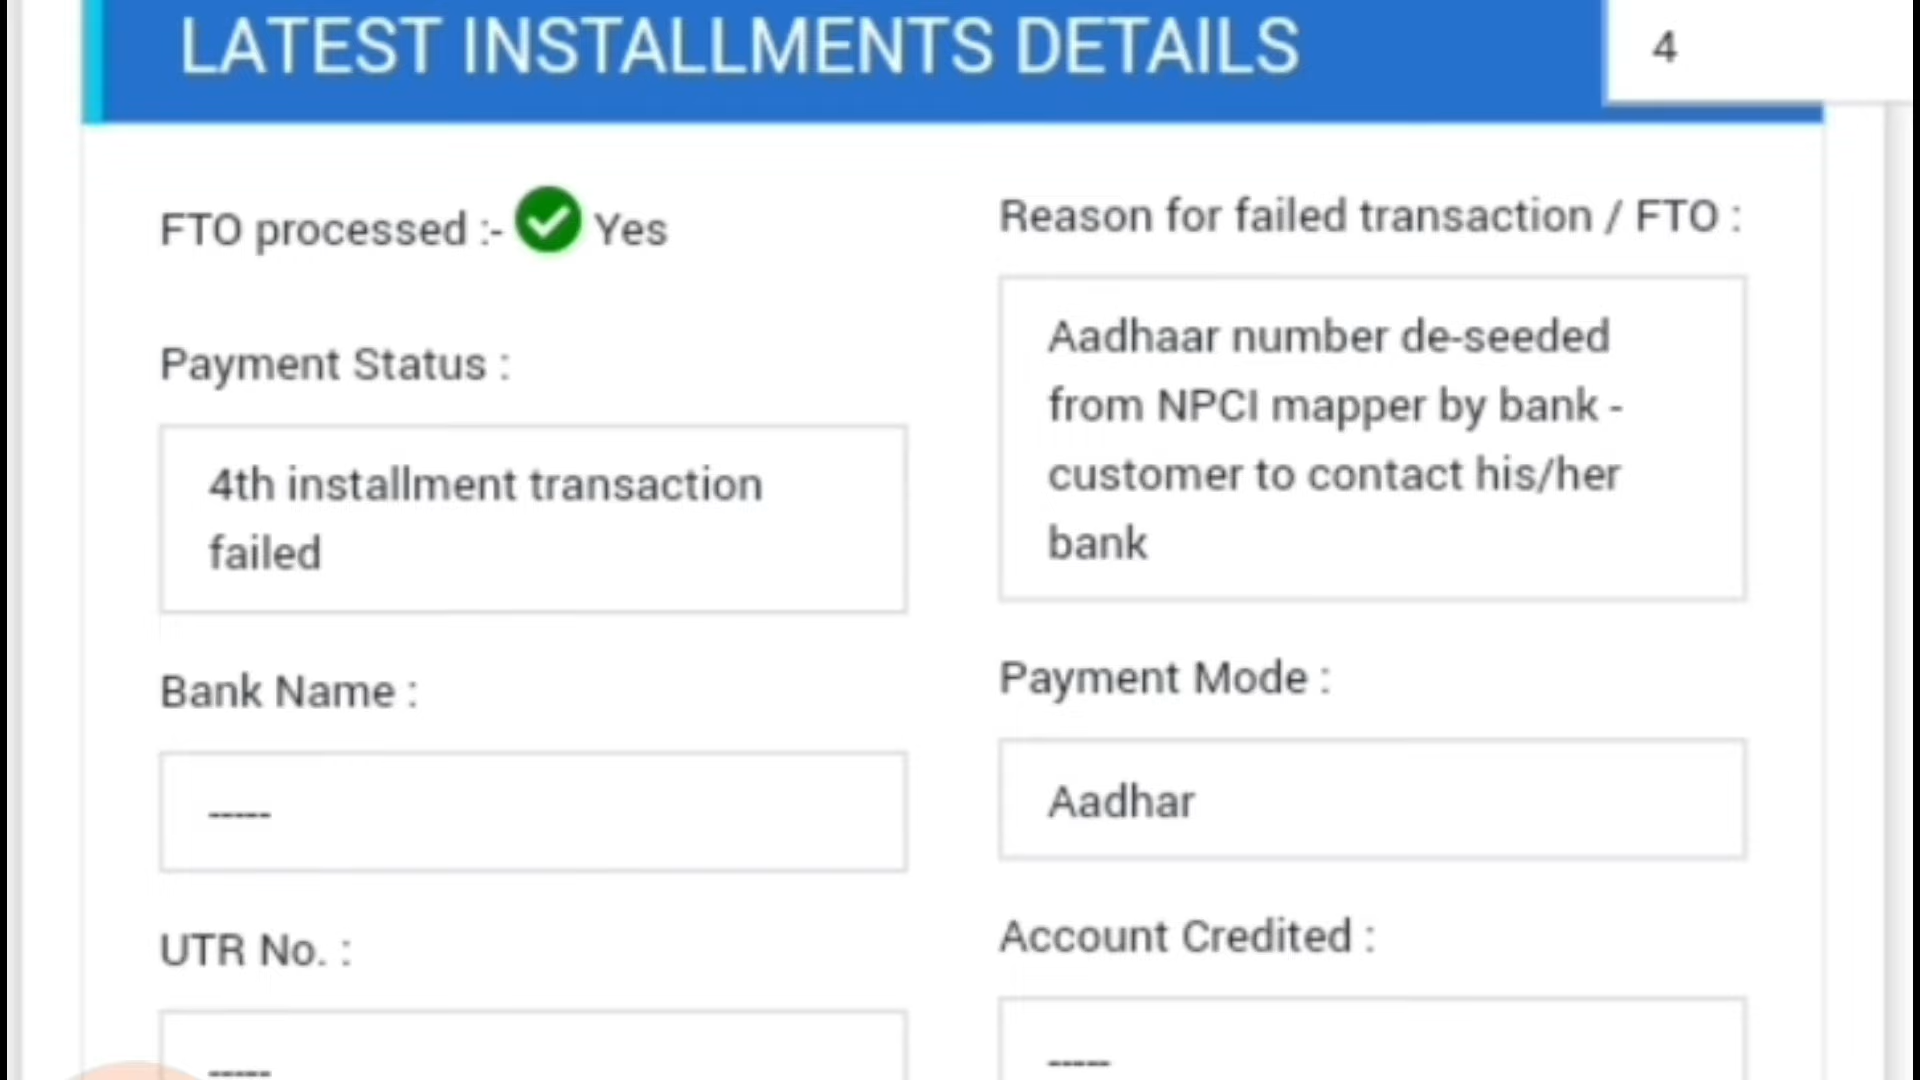 LATEST INSTALLMENTS DETAILS
4
FTO processed :- Yes
Payment Status :
4th installment transaction
failed
Bank Name :
-----
UTR No. :
-----
Reason for failed transaction / FTO :
Aadhaar number de-seeded
from NPCI mapper by bank -
customer to contact his/her
bank
Payment Mode :
Aadhar
Account Credited :
-----